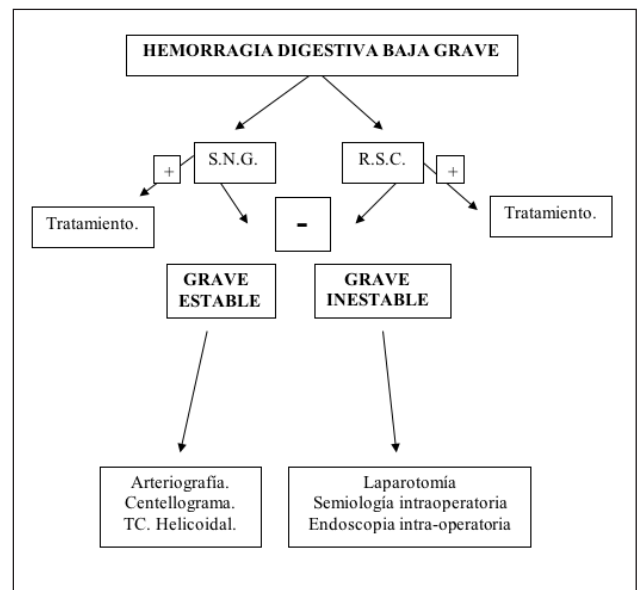 HEMORRAGIA DIGESTIVA BAJA GRAVE
S.N.G.
R.S.C.
+
+
Tratamiento.
Tratamiento.
-
GRAVE
ESTABLE
GRAVE
INESTABLE
Arteriografía.
Centellograma.
TC. Helicoidal.
Laparotomía
Semiología intraoperatoria
Endoscopia intra-operatoria